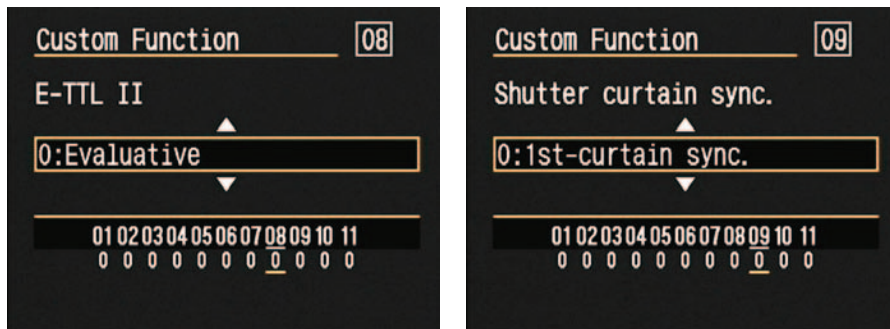 Custom Function 08
E-TTL II
0:Evaluative
01 02 03 04 05 06 07 08 09 10 11
0 0 0 0 0 0 0 0 0 0 0
Custom Function 09
Shutter curtain sync.
0:1st-curtain sync.
01 02 03 04 05 06 07 08 09 10 11
0 0 0 0 0 0 0 0 0 0 0